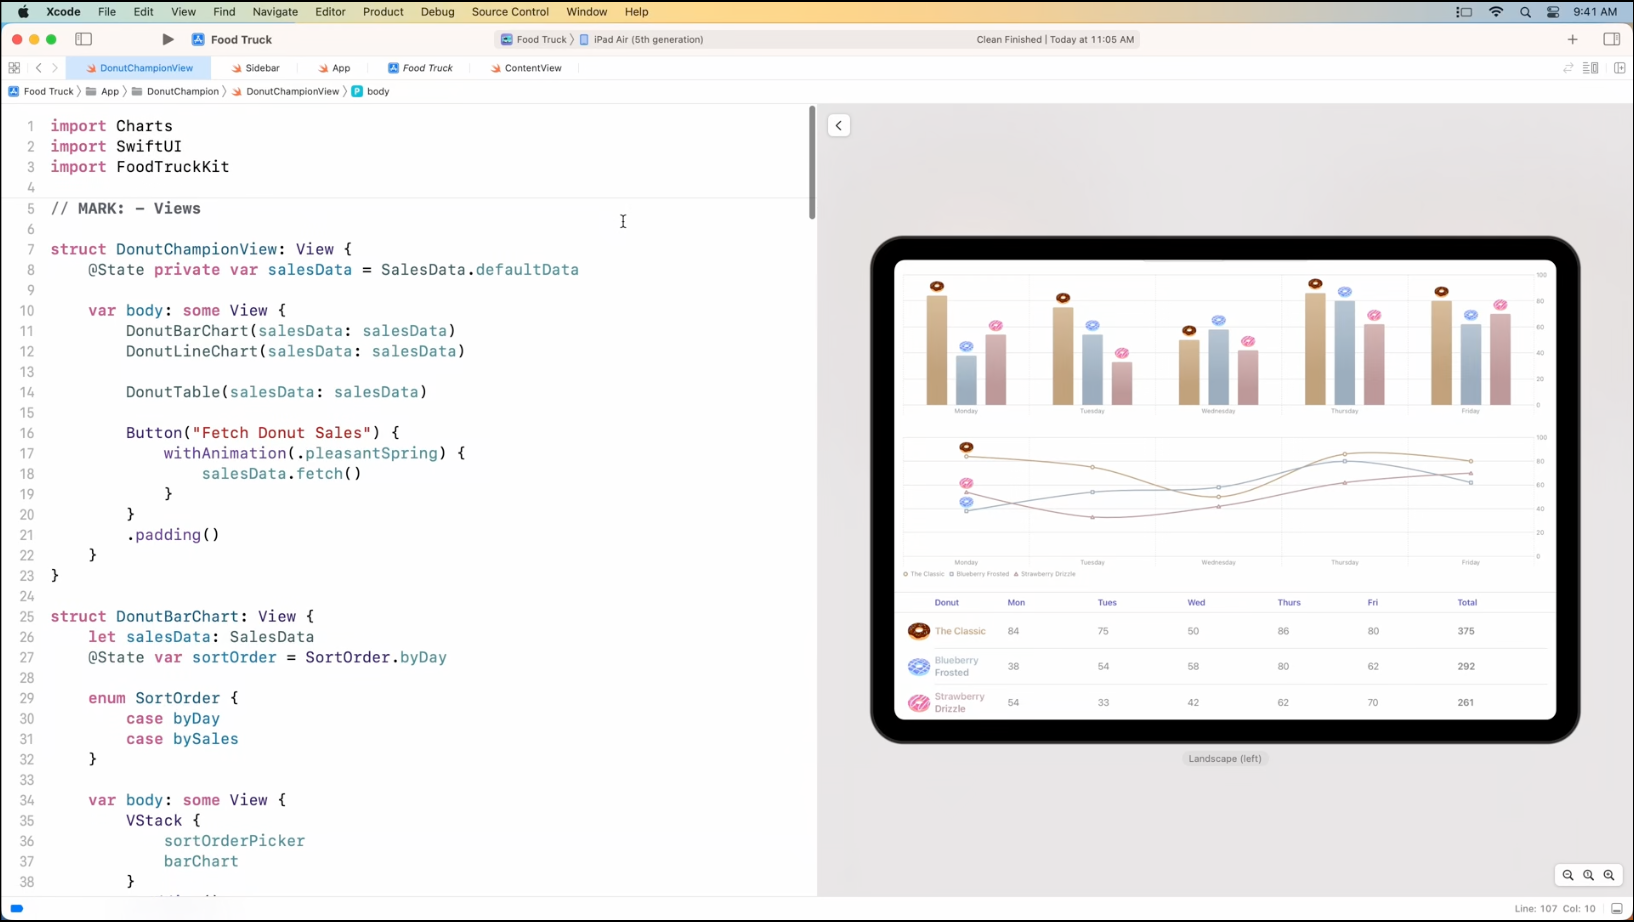 Xcode File Edit View Find Navigate Editor Product Debug Source Control Window Help 9:41 AM
Food Truck Food Truck 〉 iPad Air (5th generation) Clean Finished | Today at 11:05 AM
DonutChampionView Sidebar App Food Truck ContentView
Food Truck 〉 App 〉 DonutChampion 〉 DonutChampionView 〉 P body
1 import Charts
2 import SwiftUI
3 import FoodTruckKit
4
5 // MARK: - Views
6
7 struct DonutChampionView: View {
8 @State private var salesData = SalesData.defaultData
9
10 var body: some View {
11 DonutBarChart(salesData: salesData)
12 DonutLineChart(salesData: salesData)
13
14 DonutTable(salesData: salesData)
15
16 Button("Fetch Donut Sales") {
17 withAnimation(.pleasantSpring) {
18 salesData.fetch()
19 }
20 }
21 .padding()
22 }
23 }
24
25 struct DonutBarChart: View {
26 let salesData: SalesData
27 @State var sortOrder = SortOrder.byDay
28
29 enum SortOrder {
30 case byDay
31 case bySales
32 }
33
34 var body: some View {
35 VStack {
36 sortOrderPicker
37 barChart
38 }
100
80
60
40
20
0
Monday Tuesday Wednesday Thursday Friday
100
80
60
40
20
0
Monday Tuesday Wednesday Thursday Friday
The Classic Blueberry Frosted Strawberry Drizzle
Donut Mon Tues Wed Thurs Fri Total
The Classic 84 75 50 86 80 375
Blueberry
Frosted 38 54 58 80 62 292
Strawberry
Drizzle 54 33 42 62 70 261
Landscape (left)
Line: 107 Col: 10